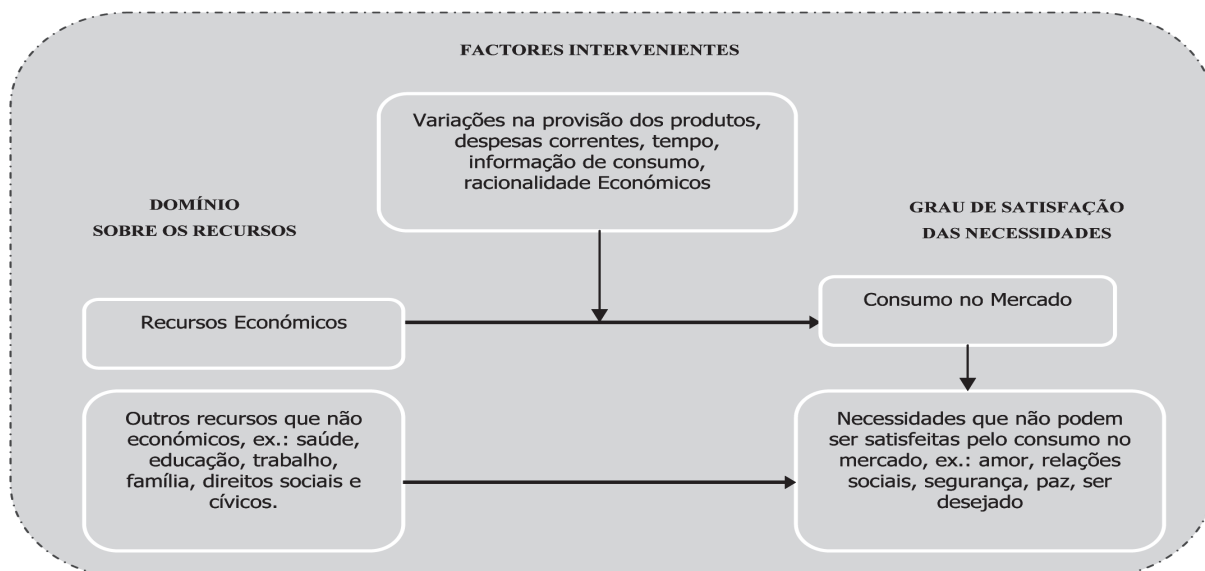 FACTORES INTERVENIENTES
Variações na provisão dos produtos,
despesas correntes, tempo,
informação de consumo,
racionalidade Económicos
DOMÍNIO
SOBRE OS RECURSOS
GRAU DE SATISFAÇÃO
DAS NECESSIDADES
Recursos Económicos
Consumo no Mercado
Outros recursos que não
económicos, ex.: saúde,
educação, trabalho,
família, direitos sociais e
cívicos.
Necessidades que não podem
ser satisfeitas pelo consumo no
mercado, ex.: amor, relações
sociais, segurança, paz, ser
desejado